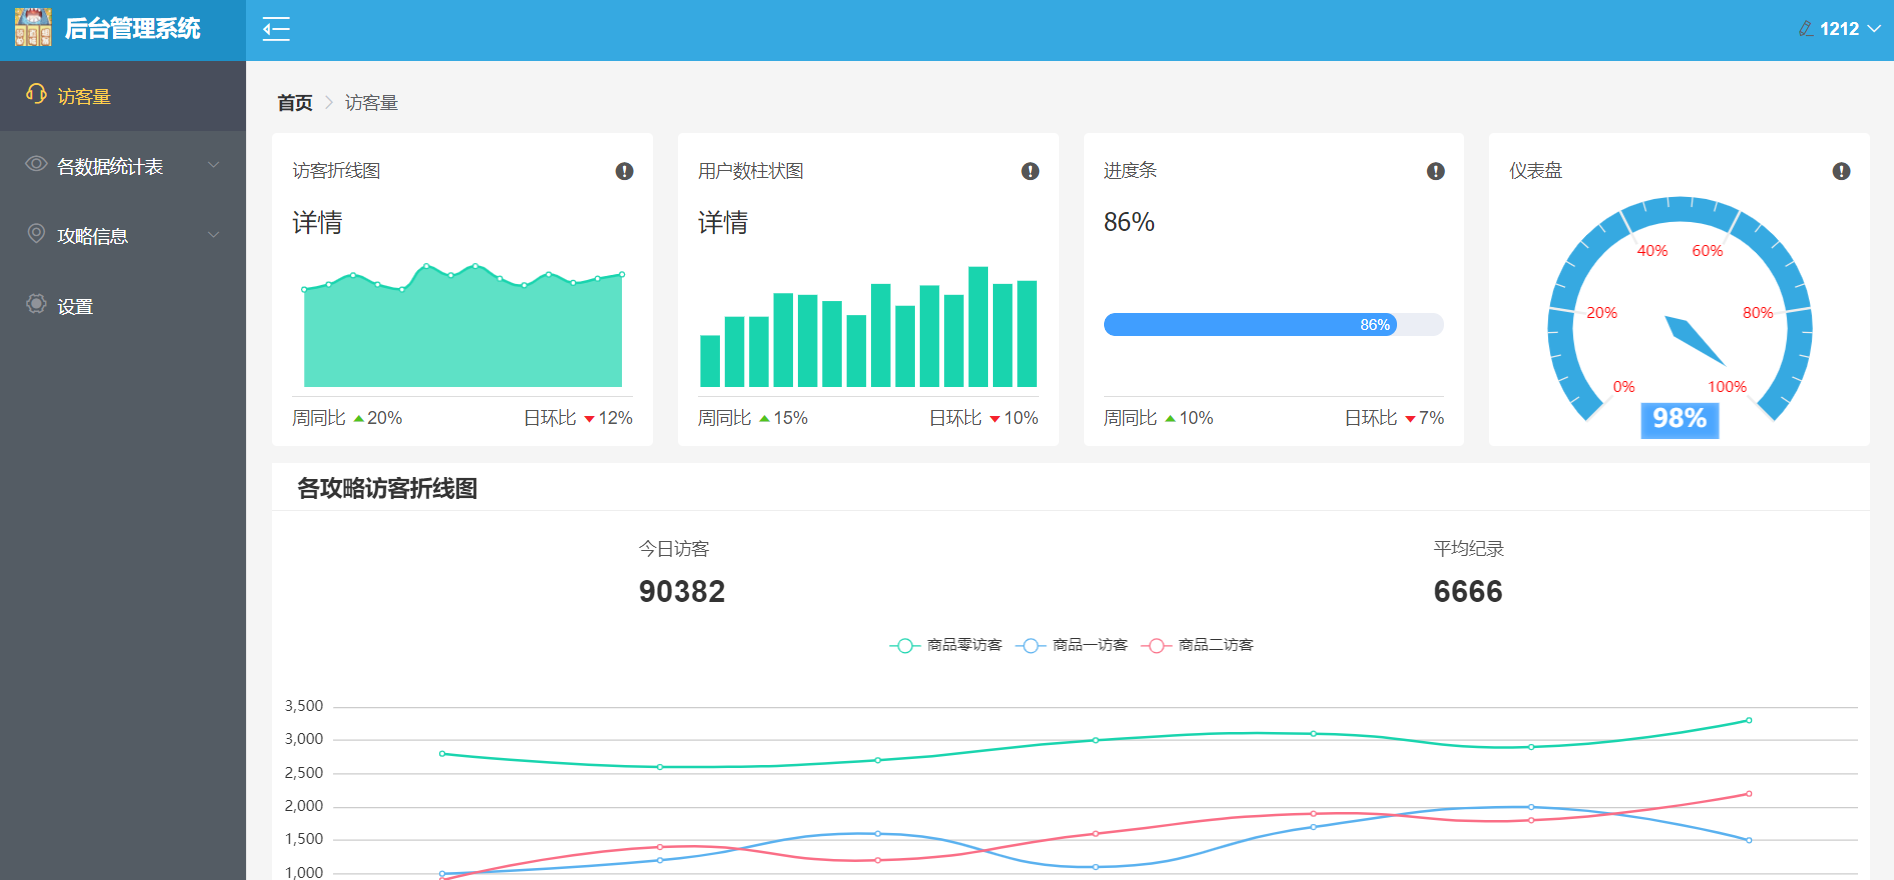 后台管理系统
1212
访客量
各数据统计表
攻略信息
设置
首页 访客量
访客折线图
详情
周同比 20% 日环比 12%
用户数柱状图
详情
周同比 15% 日环比 10%
进度条
86%
86%
周同比 10% 日环比 7%
仪表盘
40% 60%
20% 80%
0% 100%
98%
各攻略访客折线图
今日访客 平均纪录
90382 6666
商品零访客 商品一访客 商品二访客
3,500
3,000
2,500
2,000
1,500
1,000